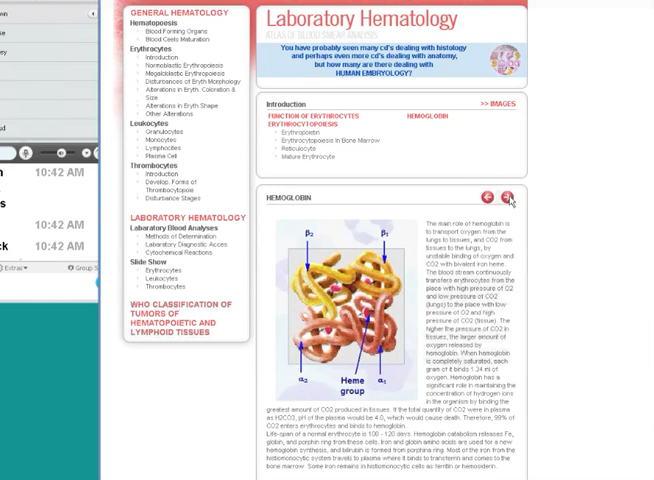 GENERAL HEMATOLOGY
Hematopoesis
Blood Forming Organs
Blood Ceels Maturation
Erythrocytes
Introduction
Normoblastic Erythropoiesis
Megaloblastic Erythropoiesis
Disturbances of Eryth. Morphology
Alterations in Eryth. Coloration &
Size
Alterations in Eryth Shape
Other Alterations
Leukocytes
Granulocytes
Monocytes
Lymphocites
Plasma Cell
Thrombocytes
Introduction
Develop. Forms of
Thrombocytopoie
Disturbance Stages
LABORATORY HEMATOLOGY
Laboratory Blood Analyses
Methods of Determination
Laboratory Diagnostic Acces
Cytochemical Reactions
Slide Show
Erythrocytes
Leukocytes
Thrombocytes
WHO CLASSIFICATION OF
TUMORS OF
HEMATOPOIETIC AND
LYMPHOID TISSUES
Laboratory Hematology
ATLAS OF BLOOD SMEAR ANALYSIS
You have probably seen many cd's dealing with histology
and perhaps even more cd's dealing with anatomy,
but how many are there dealing with
HUMAN EMBRYOLOGY?
Introduction
>> IMAGES
FUNCTION OF ERYTHROCYTES
HEMOGLOBIN
ERYTHROCYTOPOIESIS
Erythropoietin
Erythrocytopoiesis In Bone Marrow
Reticulocyte
Mature Erythrocyte
HEMOGLOBIN
β2
β1
α2
Heme
group
α1
The main role of hemoglobin is
to transport oxygen from the
lungs to tissues, and CO2 from
tissues to the lung, by
unstable binding of oxygen and
CO2 with bivalent iron heme.
The blood stream continuously
transfers erythrocytes from the
place with high pressure of O2
and low pressure of CO2
(lungs) to the place with low
pressure of O2 and high
pressure of CO2 (tissue). The
higher the pressure of CO2 in
tissues, the larger amount of
oxygen released by
hemoglobin. When hemoglobin
is completely saturated, each
gram of it binds 1.34 ml of
oxygen. Hemoglobin has a
significant role in maintaining the
concentration of hydrogen ions
in the organism by binding the
greatest amount of CO2 produced in tissues. If the total quantity of CO2 were in plasma
as H2CO3, pH of the plasma would be 4.0, which would cause death. Therefore, 99% of
CO2 enters erythrocytes and binds to hemoglobin.
Life-span of a normal erythrocyte is 100 - 120 days. Hemoglobin catabolism releases Fe,
globin, and porphin ring from these cells. Iron and globin amino acids are used for a new
hemoglobin synthesis, and bilirubin is formed from porphin ring. Most of the iron from the
histiomonocytic system travels to plasma where it binds to transferrin and comes to the
bone marrow. Some iron remains in histiomonocytic cells as ferritin or hemosiderin.
10:42 AM
10:42 AM
10:42 AM
Extras
Group